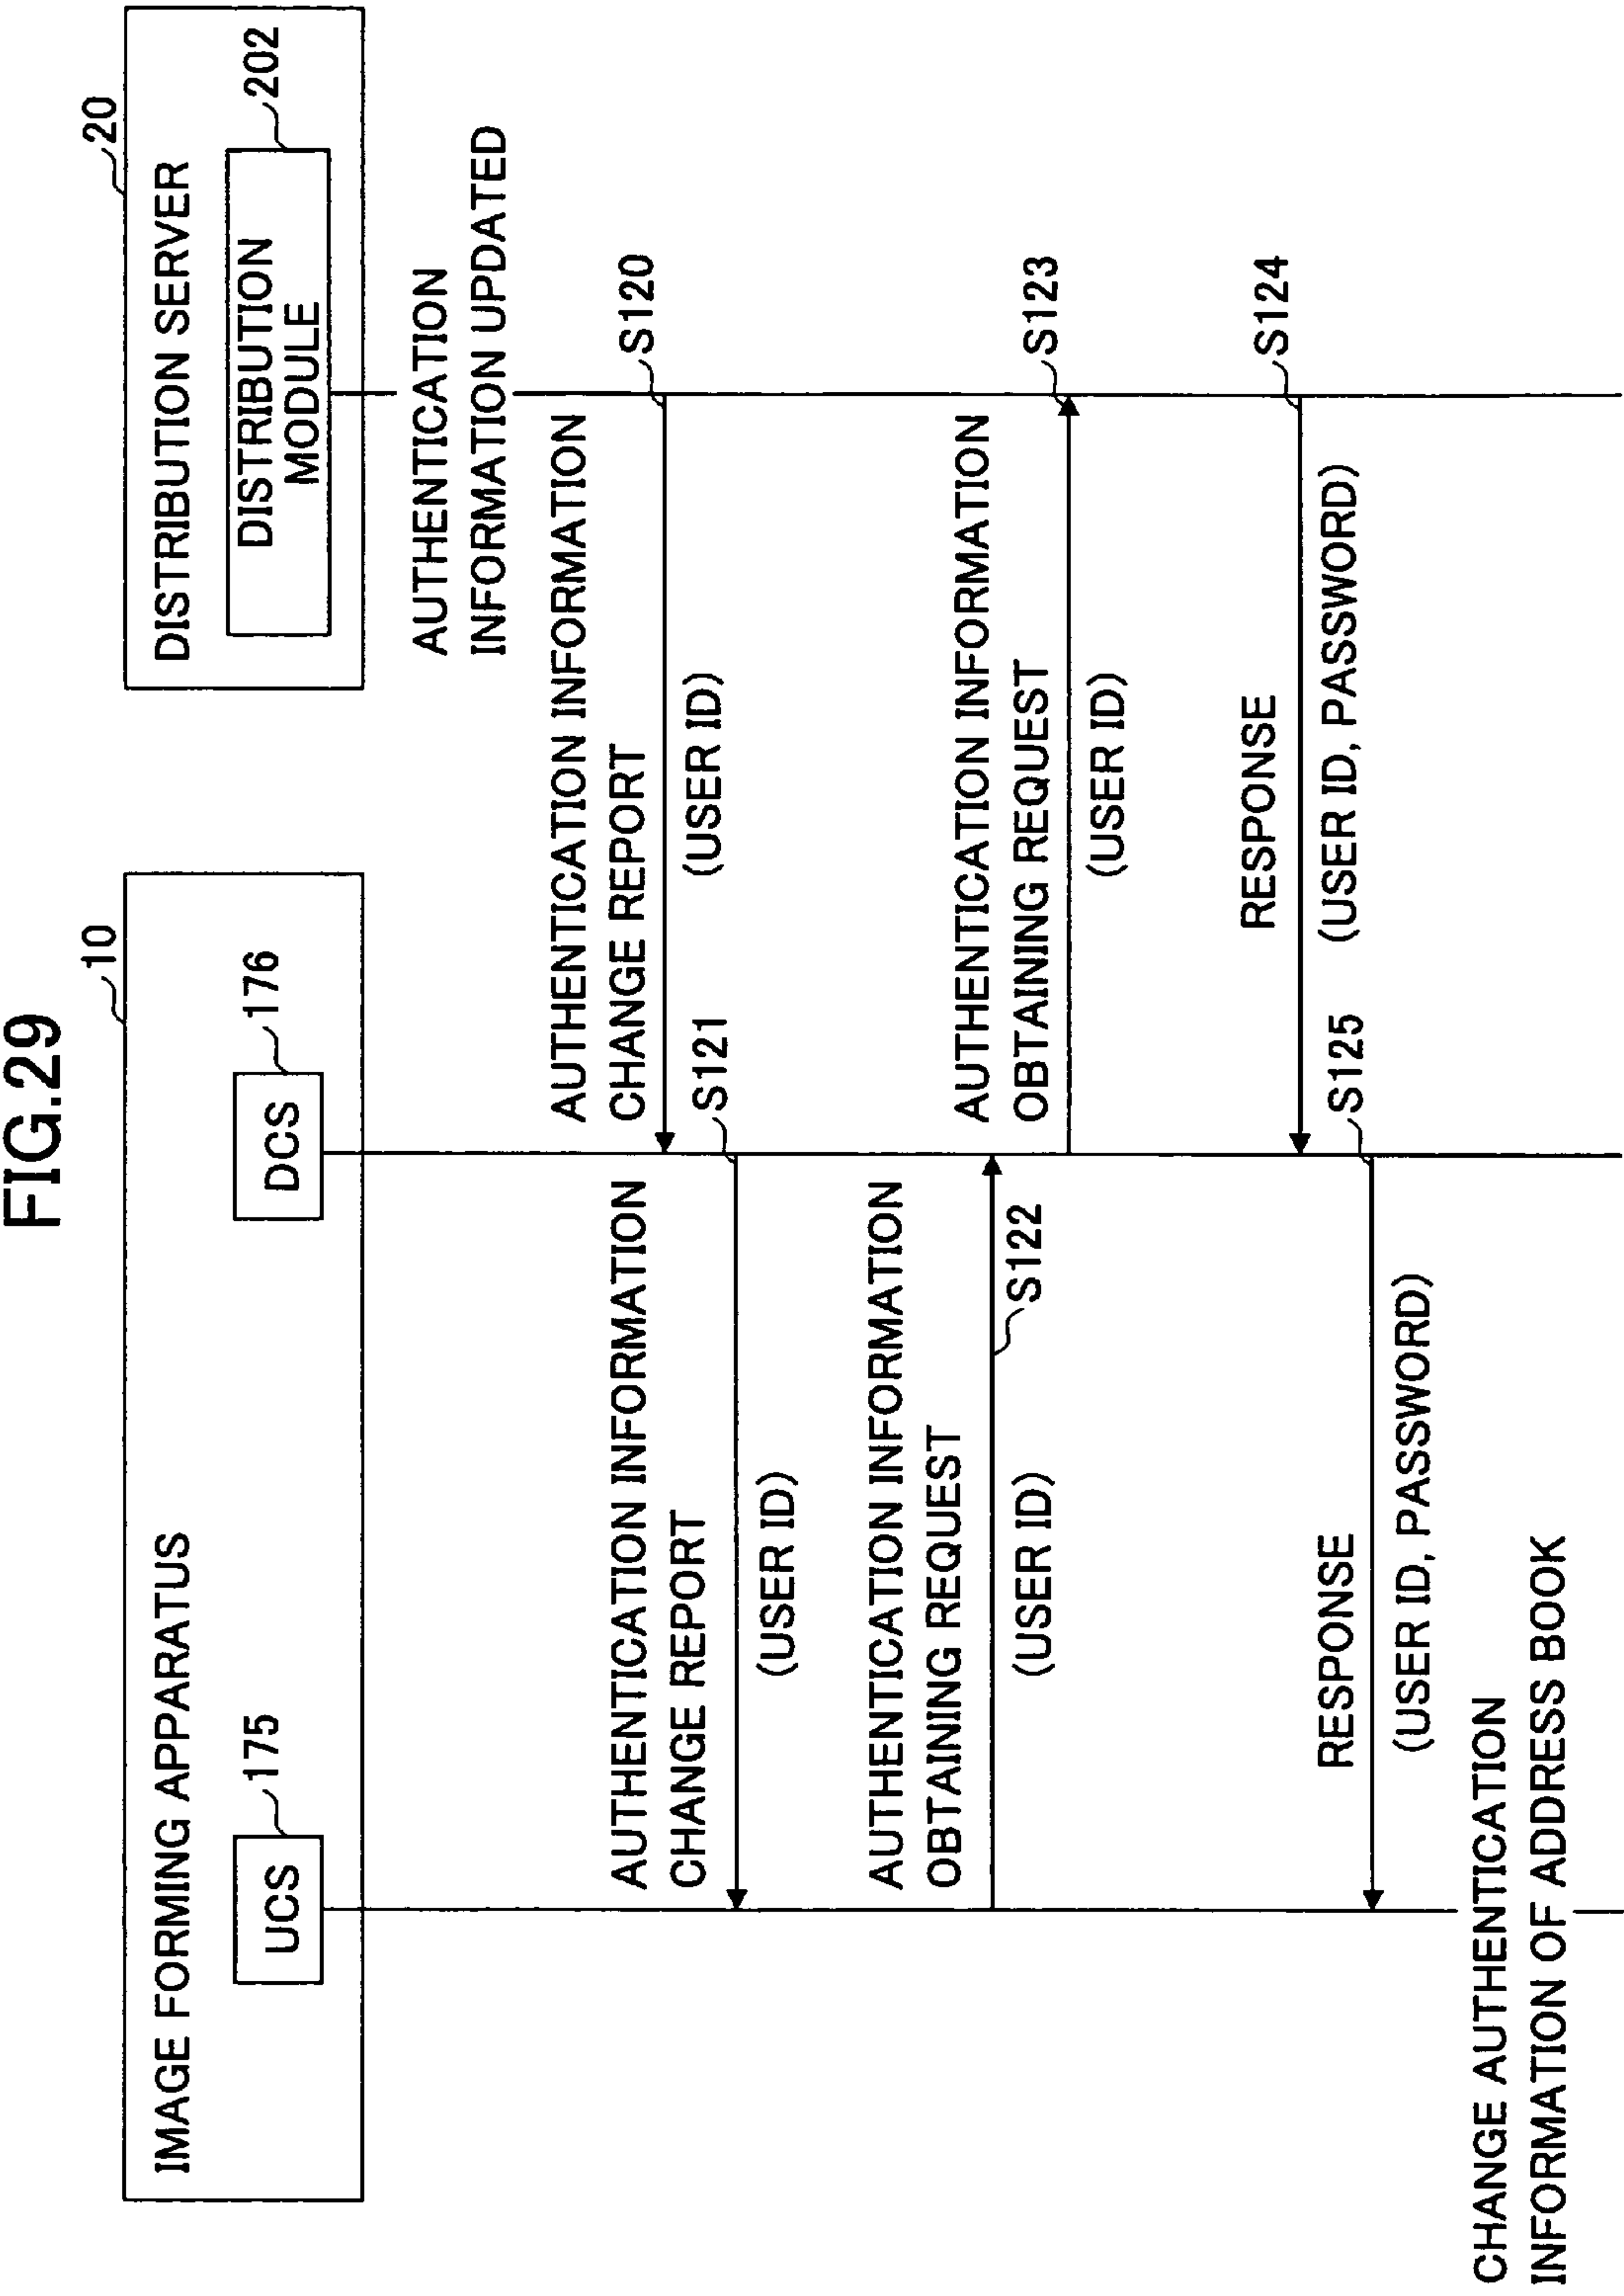 FIG.29
IMAGE FORMING APPARATUS
10
UCS
175
DCS
176
DISTRIBUTION SERVER
20
DISTRIBUTION
MODULE
202
AUTHENTICATION
INFORMATION UPDATED
AUTHENTICATION INFORMATION
CHANGE REPORT
S120
(USER ID)
AUTHENTICATION INFORMATION
CHANGE REPORT
S121
(USER ID)
AUTHENTICATION INFORMATION
OBTAINING REQUEST
(USER ID)
S122
AUTHENTICATION INFORMATION
OBTAINING REQUEST
S123
(USER ID)
RESPONSE
S124
(USER ID, PASSWORD)
RESPONSE
S125
(USER ID, PASSWORD)
CHANGE AUTHENTICATION
INFORMATION OF ADDRESS BOOK